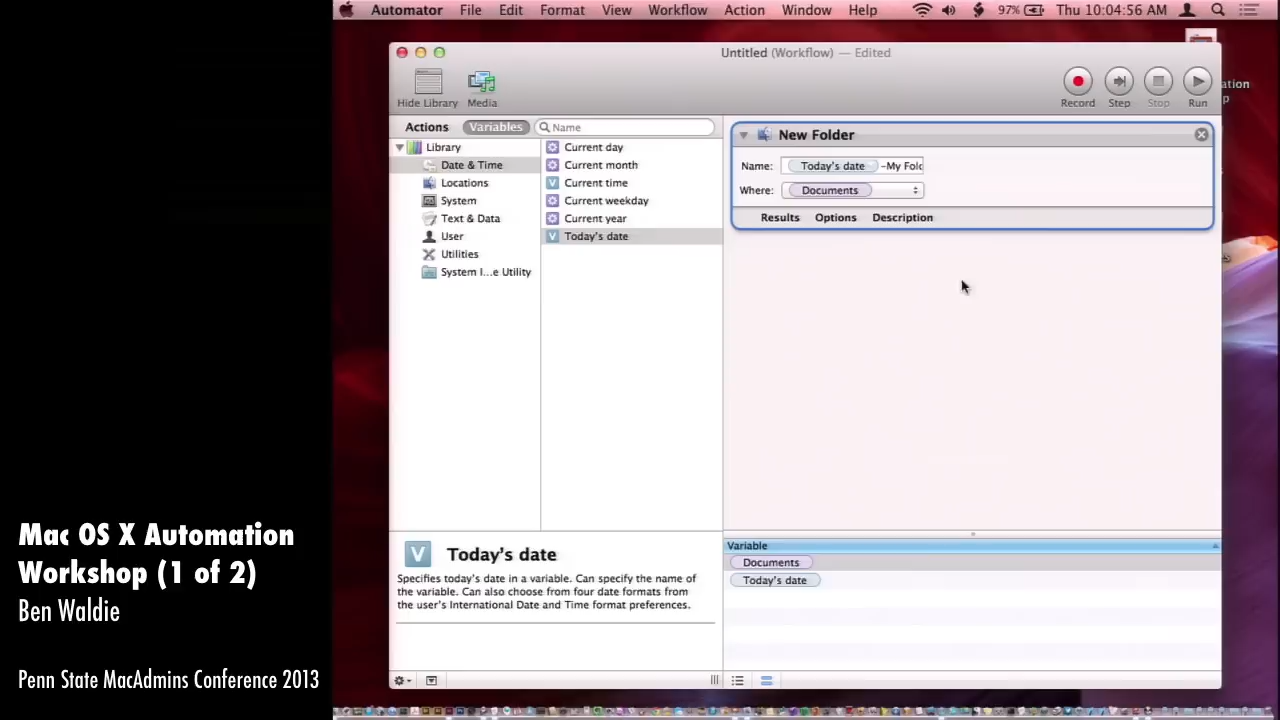 Automator File Edit Format View Workflow Action Window Help 97% Thu 10:04:56 AM
Untitled (Workflow) — Edited
Hide Library Media Record Step Stop Run
Actions Variables Name
Library
Date & Time
Locations
System
Text & Data
User
Utilities
System I...e Utility
Current day
Current month
Current time
Current weekday
Current year
Today's date
New Folder
Name: Today's date -My Fold
Where: Documents
Results Options Description
Variable
Documents
Today's date
V Today's date
Specifies today's date in a variable. Can specify the name of
the variable. Can also choose from four date formats from
the user's International Date and Time format preferences.
Mac OS X Automation
Workshop (1 of 2)
Ben Waldie
Penn State MacAdmins Conference 2013